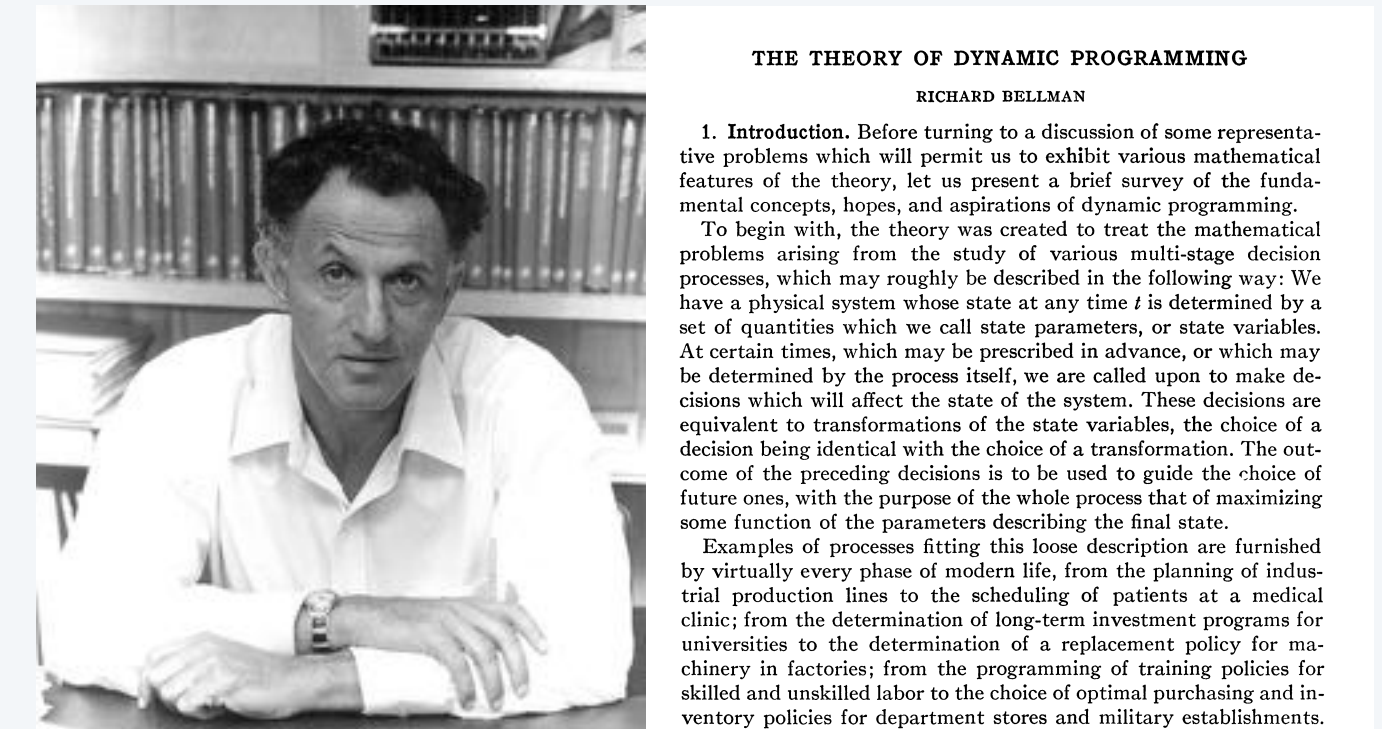 THE THEORY OF DYNAMIC PROGRAMMING
RICHARD BELLMAN
1. Introduction. Before turning to a discussion of some representa-
tive problems which will permit us to exhibit various mathematical
features of the theory, let us present a brief survey of the funda-
mental concepts, hopes, and aspirations of dynamic programming.
To begin with, the theory was created to treat the mathematical
problems arising from the study of various multi-stage decision
processes, which may roughly be described in the following way: We
have a physical system whose state at any time t is determined by a
set of quantities which we call state parameters, or state variables.
At certain times, which may be prescribed in advance, or which may
be determined by the process itself, we are called upon to make de-
cisions which will affect the state of the system. These decisions are
equivalent to transformations of the state variables, the choice of a
decision being identical with the choice of a transformation. The out-
come of the preceding decisions is to be used to guide the choice of
future ones, with the purpose of the whole process that of maximizing
some function of the parameters describing the final state.
Examples of processes fitting this loose description are furnished
by virtually every phase of modern life, from the planning of indus-
trial production lines to the scheduling of patients at a medical
clinic; from the determination of long-term investment programs for
universities to the determination of a replacement policy for ma-
chinery in factories; from the programming of training policies for
skilled and unskilled labor to the choice of optimal purchasing and in-
ventory policies for department stores and military establishments.